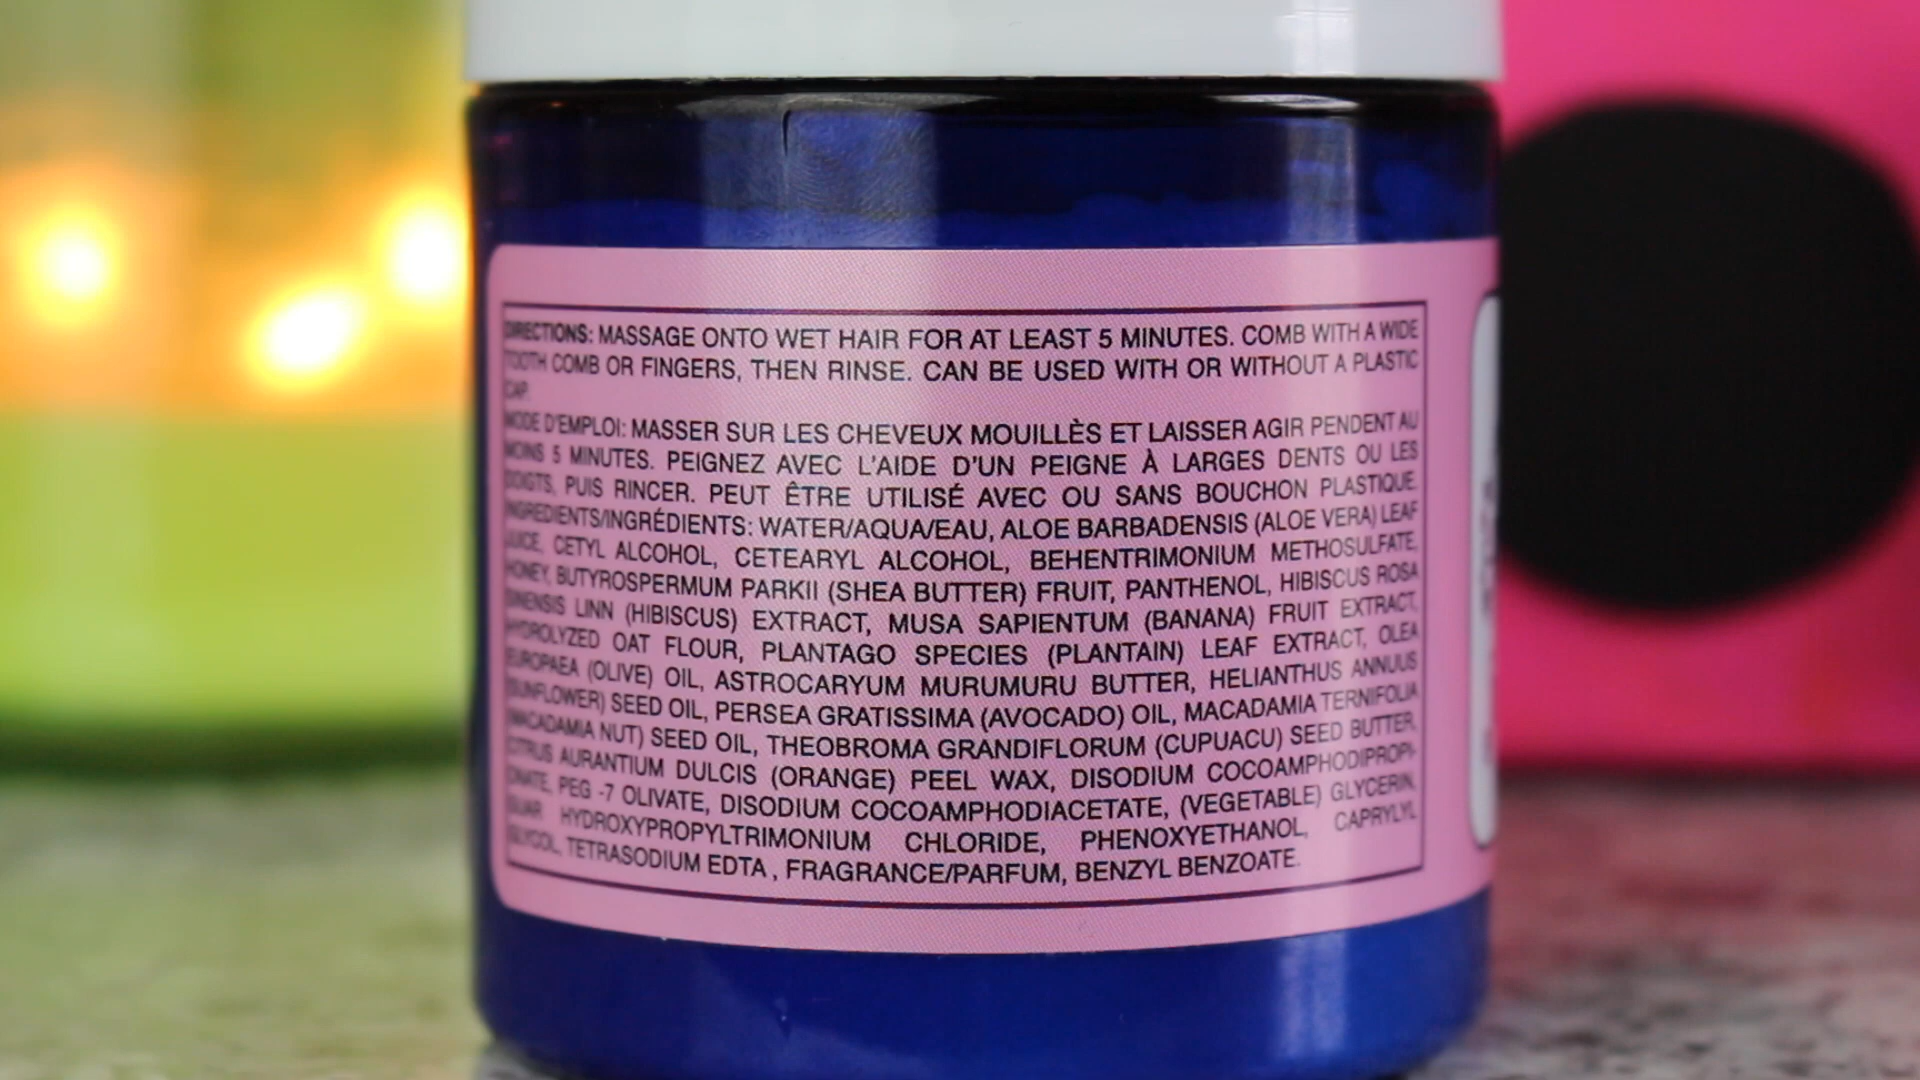 DIRECTIONS: MASSAGE ONTO WET HAIR FOR AT LEAST 5 MINUTES. COMB WITH A WIDE
TOOTH COMB OR FINGERS, THEN RINSE. CAN BE USED WITH OR WITHOUT A PLASTIC
CAP.
MODE D'EMPLOI: MASSER SUR LES CHEVEUX MOUILLÈS ET LAISSER AGIR PENDENT AU
MOINS 5 MINUTES. PEIGNEZ AVEC L'AIDE D'UN PEIGNE À LARGES DENTS OU LES
DOIGTS, PUIS RINCER. PEUT ÊTRE UTILISÉ AVEC OU SANS BOUCHON PLASTIQUE.
INGREDIENTS/INGRÉDIENTS: WATER/AQUA/EAU, ALOE BARBADENSIS (ALOE VERA) LEAF
JUICE, CETYL ALCOHOL, CETEARYL ALCOHOL, BEHENTRIMONIUM METHOSULFATE,
HONEY, BUTYROSPERMUM PARKII (SHEA BUTTER) FRUIT, PANTHENOL, HIBISCUS ROSA
SINENSIS LINN (HIBISCUS) EXTRACT, MUSA SAPIENTUM (BANANA) FRUIT EXTRACT,
HYDROLYZED OAT FLOUR, PLANTAGO SPECIES (PLANTAIN) LEAF EXTRACT, OLEA
EUROPAEA (OLIVE) OIL, ASTROCARYUM MURUMURU BUTTER, HELIANTHUS ANNUUS
(SUNFLOWER) SEED OIL, PERSEA GRATISSIMA (AVOCADO) OIL, MACADAMIA TERNIFOLIA
(MACADAMIA NUT) SEED OIL, THEOBROMA GRANDIFLORUM (CUPUACU) SEED BUTTER,
CITRUS AURANTIUM DULCIS (ORANGE) PEEL WAX, DISODIUM COCOAMPHODIPROPI-
ONATE, PEG -7 OLIVATE, DISODIUM COCOAMPHODIACETATE, (VEGETABLE) GLYCERIN,
GUAR HYDROXYPROPYLTRIMONIUM CHLORIDE, PHENOXYETHANOL, CAPRYLYL
GLYCOL, TETRASODIUM EDTA , FRAGRANCE/PARFUM, BENZYL BENZOATE.